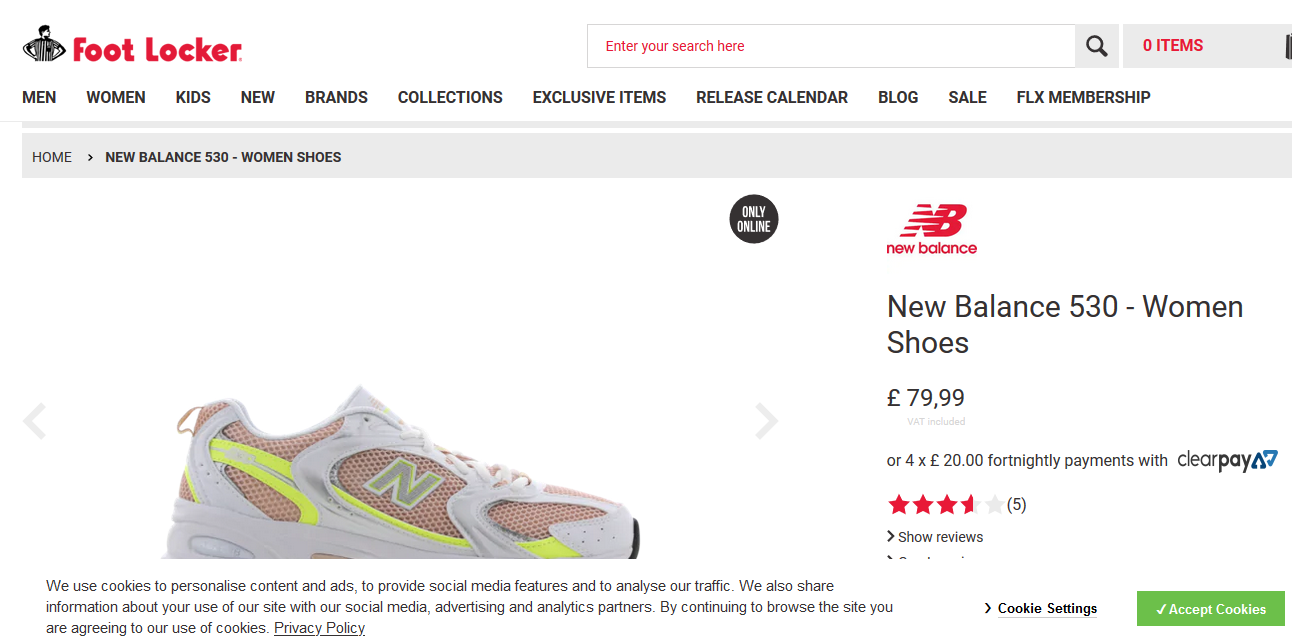 Foot Locker
Enter your search here
0 ITEMS
MEN WOMEN KIDS NEW BRANDS COLLECTIONS EXCLUSIVE ITEMS RELEASE CALENDAR BLOG SALE FLX MEMBERSHIP
HOME > NEW BALANCE 530 - WOMEN SHOES
ONLY
ONLINE
NB
new balance
New Balance 530 - Women
Shoes
£ 79,99
VAT included
or 4 x £ 20.00 fortnightly payments with clearpay
(5)
Show reviews
N
We use cookies to personalise content and ads, to provide social media features and to analyse our traffic. We also share
information about your use of our site with our social media, advertising and analytics partners. By continuing to browse the site you
are agreeing to our use of cookies. Privacy Policy
Cookie Settings
✓ Accept Cookies